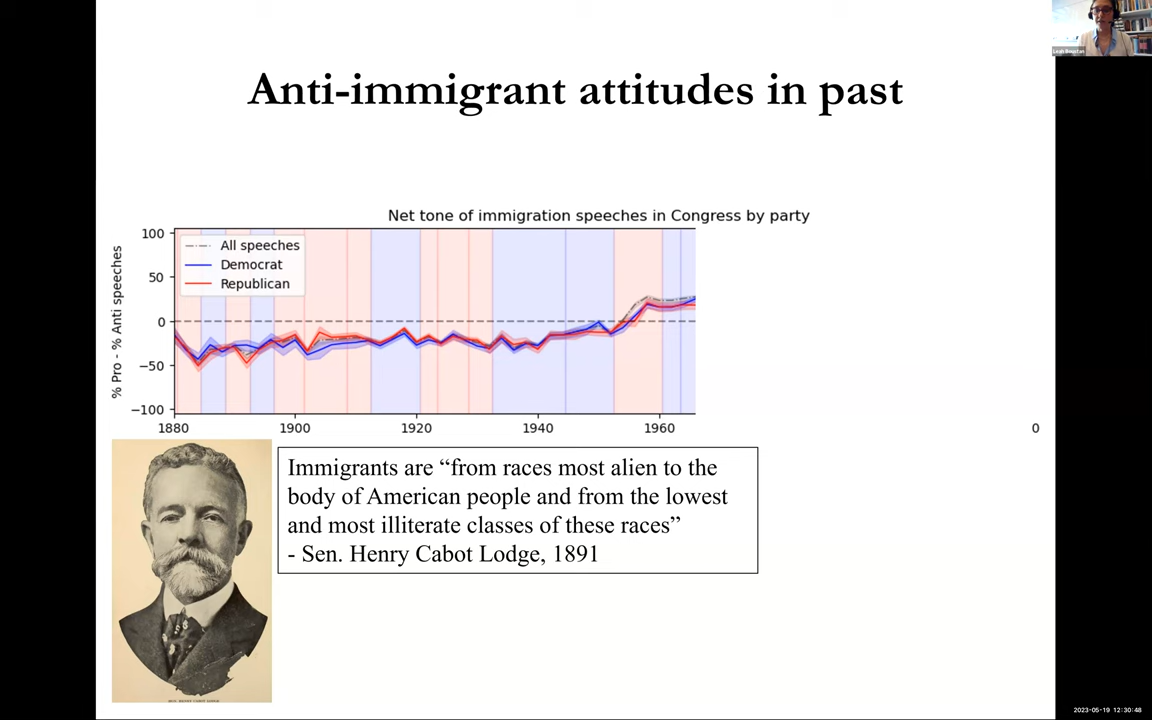 Anti-immigrant attitudes in past
Net tone of immigration speeches in Congress by party
% Pro - % Anti speeches
100
50
0
−50
−100
All speeches
Democrat
Republican
1880
1900
1920
1940
1960
0
Immigrants are “from races most alien to the
body of American people and from the lowest
and most illiterate classes of these races”
- Sen. Henry Cabot Lodge, 1891
2023-05-19 12:30:48